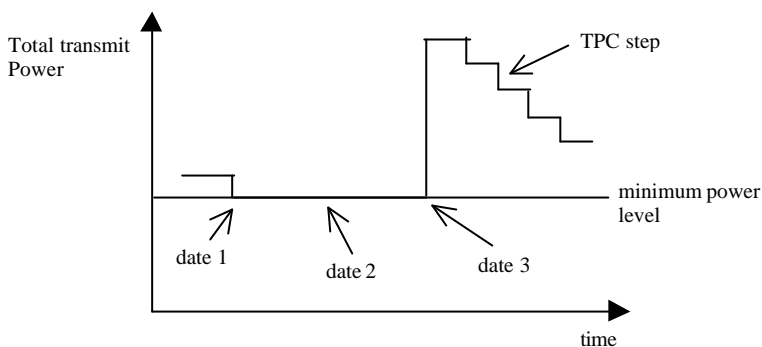 Total transmit
Power
TPC step
minimum power
level
date 1
date 2
date 3
time